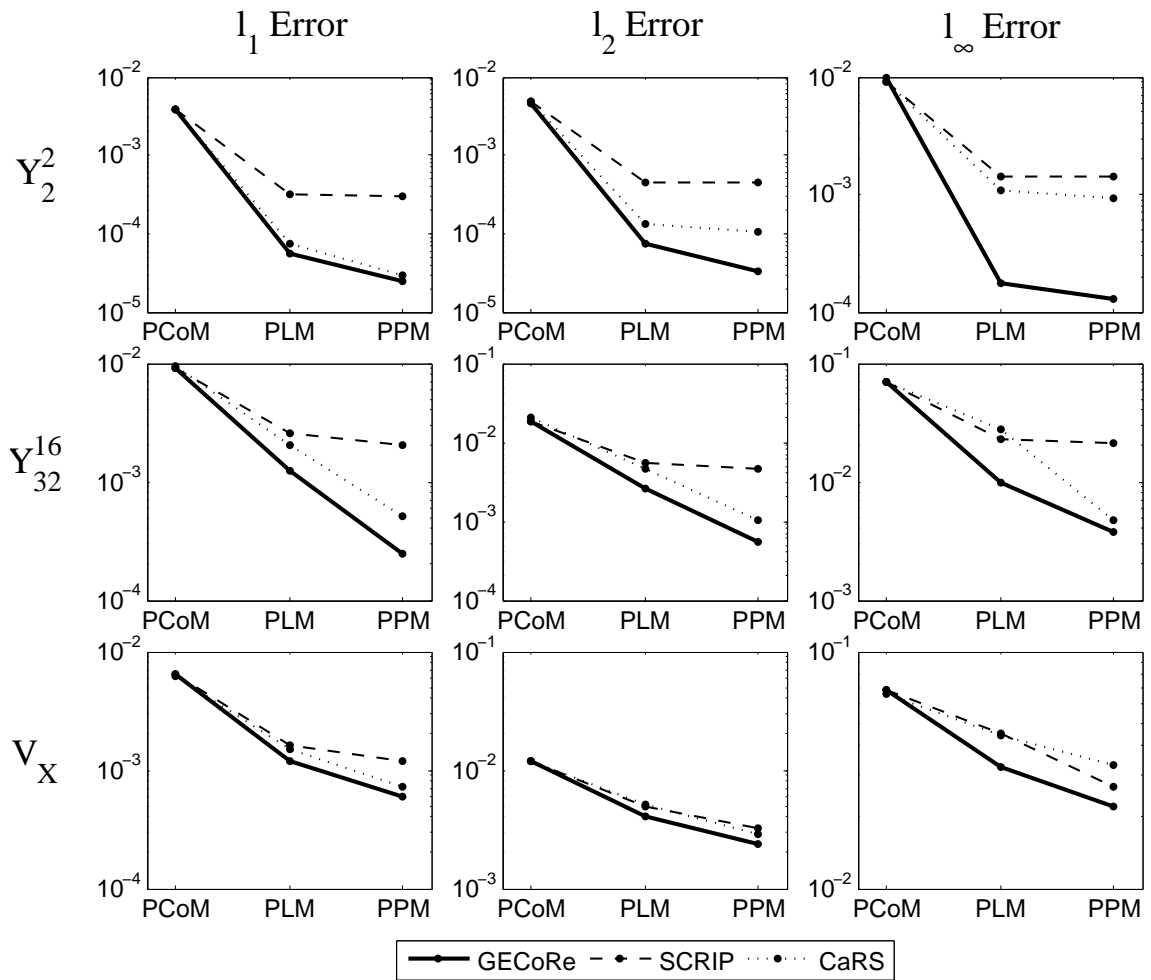 l₁ Error l₂ Error l∞ Error
Y₂²
10⁻²
10⁻³
10⁻⁴
10⁻⁵
PCoM PLM PPM
10⁻²
10⁻³
10⁻⁴
10⁻⁵
PCoM PLM PPM
10⁻²
10⁻³
10⁻⁴
PCoM PLM PPM
Y₃₂¹⁶
10⁻²
10⁻³
10⁻⁴
PCoM PLM PPM
10⁻¹
10⁻²
10⁻³
10⁻⁴
PCoM PLM PPM
10⁻¹
10⁻²
10⁻³
PCoM PLM PPM
V_X
10⁻²
10⁻³
10⁻⁴
PCoM PLM PPM
10⁻¹
10⁻²
10⁻³
PCoM PLM PPM
10⁻¹
10⁻²
PCoM PLM PPM
GECoRe SCRIP CaRS